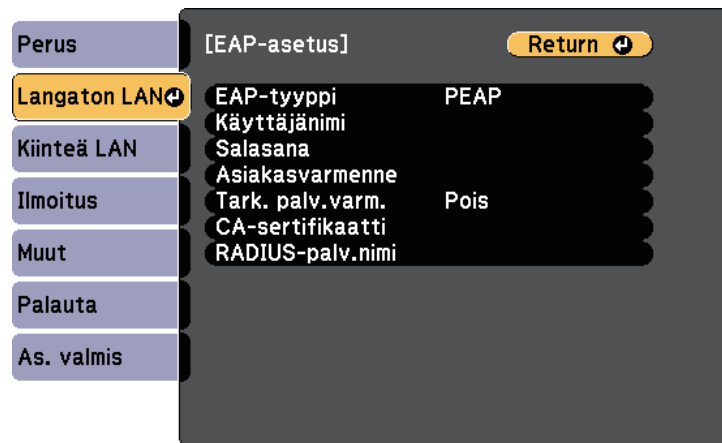 Perus
Langaton LAN
Kiinteä LAN
Ilmoitus
Muut
Palauta
As. valmis
[EAP-asetus] Return
EAP-tyyppi PEAP
Käyttäjänimi
Salasana
Asiakasvarmenne
Tark. palv.varm. Pois
CA-sertifikaatti
RADIUS-palv.nimi